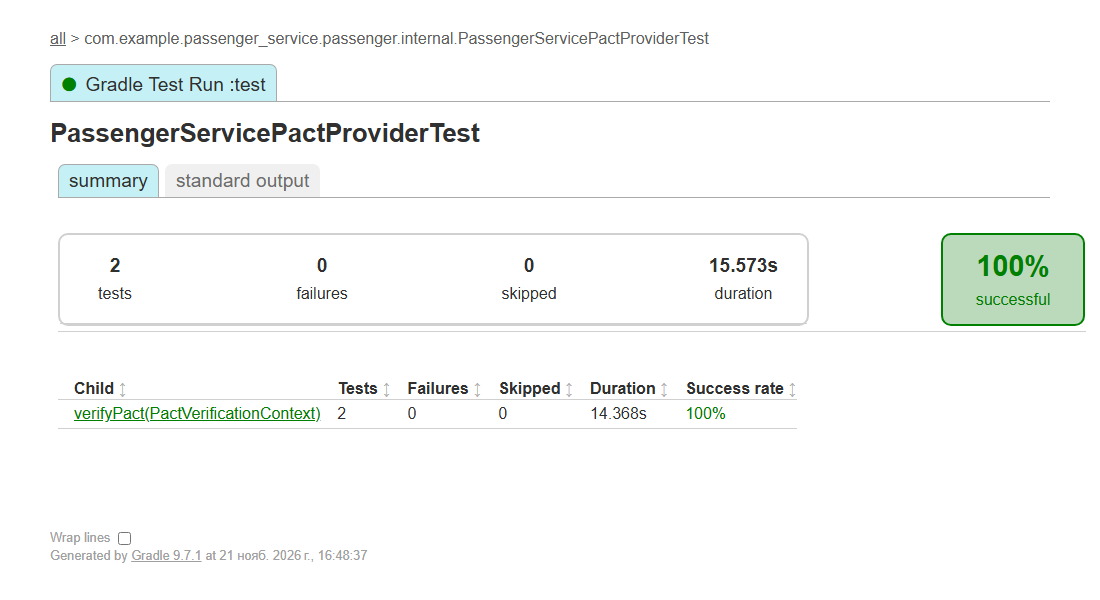 all > com.example.passenger_service.passenger.internal.PassengerServicePactProviderTest
Gradle Test Run :test
PassengerServicePactProviderTest
summary standard output
2 0 0 15.573s 100%
tests failures skipped duration successful
Child ↕ Tests ↕ Failures ↕ Skipped ↕ Duration ↕ Success rate ↕
verifyPact(PactVerificationContext) 2 0 0 14.368s 100%
Wrap lines
Generated by Gradle 9.7.1 at 21 нояб. 2026 г., 16:48:37